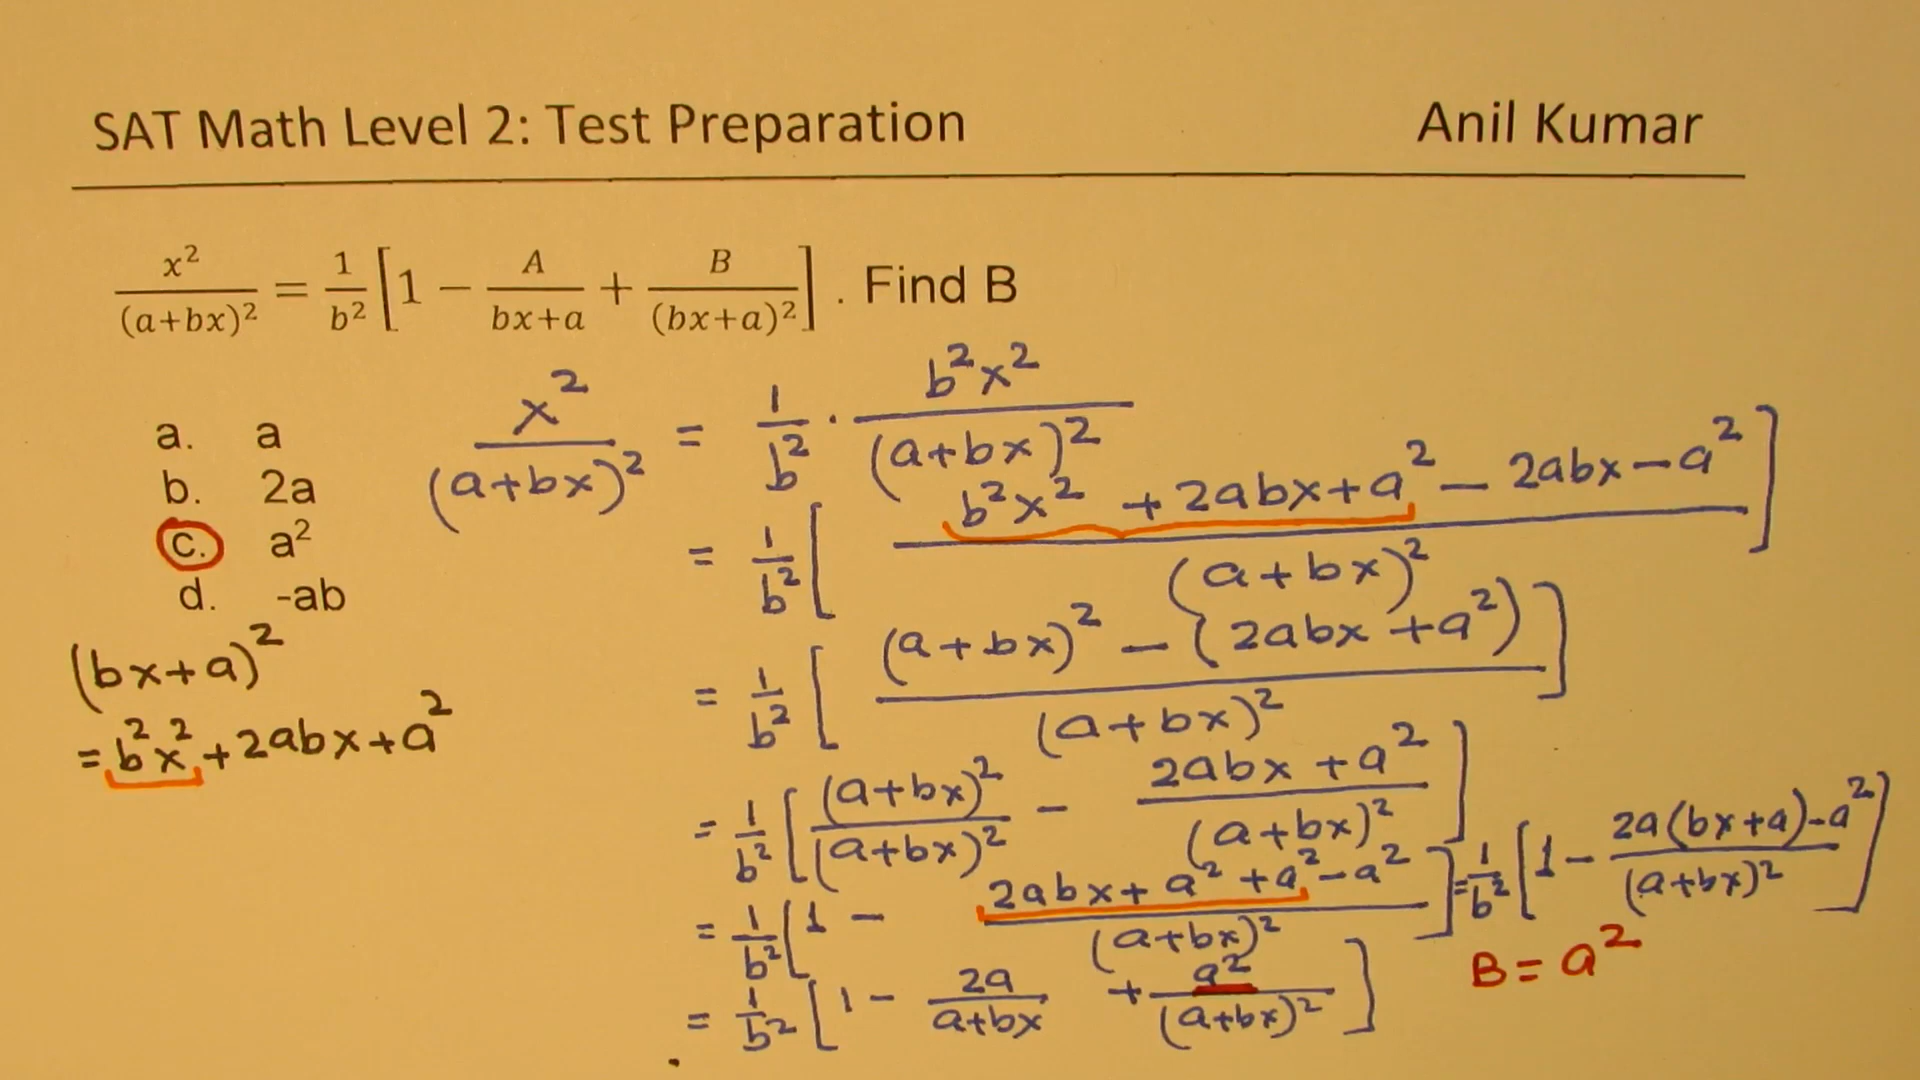 SAT Math Level 2: Test Preparation Anil Kumar
x²/(a+bx)² = 1/b² [1 − A/(bx+a) + B/(bx+a)²] . Find B
a. a
b. 2a
c. a²
d. -ab
(bx+a)²
= b²x² + 2abx + a²
x²/(a+bx)² = 1/b² · b²x²/(a+bx)²
= 1/b² [(b²x² + 2abx + a² − 2abx − a²)/(a+bx)²]
= 1/b² [((a+bx)² − (2abx + a²))/(a+bx)²]
= 1/b² [(a+bx)²/(a+bx)² − (2abx + a²)/(a+bx)²]
= 1/b² [1 − (2abx + a² + a² − a²)/(a+bx)²] = 1/b² [1 − (2a(bx+a) − a²)/(a+bx)²]
= 1/b² [1 − 2a/(a+bx) + a²/(a+bx)²]
B = a²